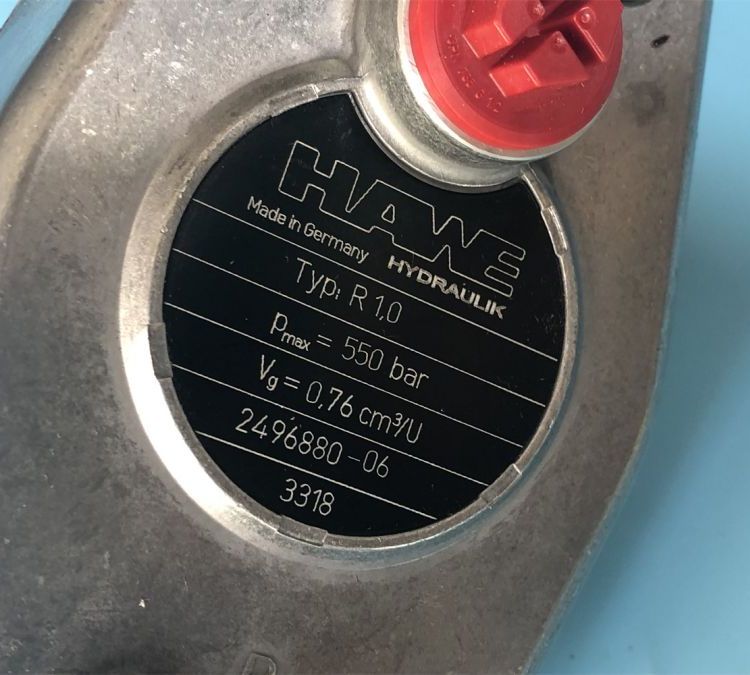 HAWE
Made in Germany HYDRAULIK
Typ: R 1,0
Pmax = 550 bar
Vg = 0,76 cm³/U
2496880-06
3318